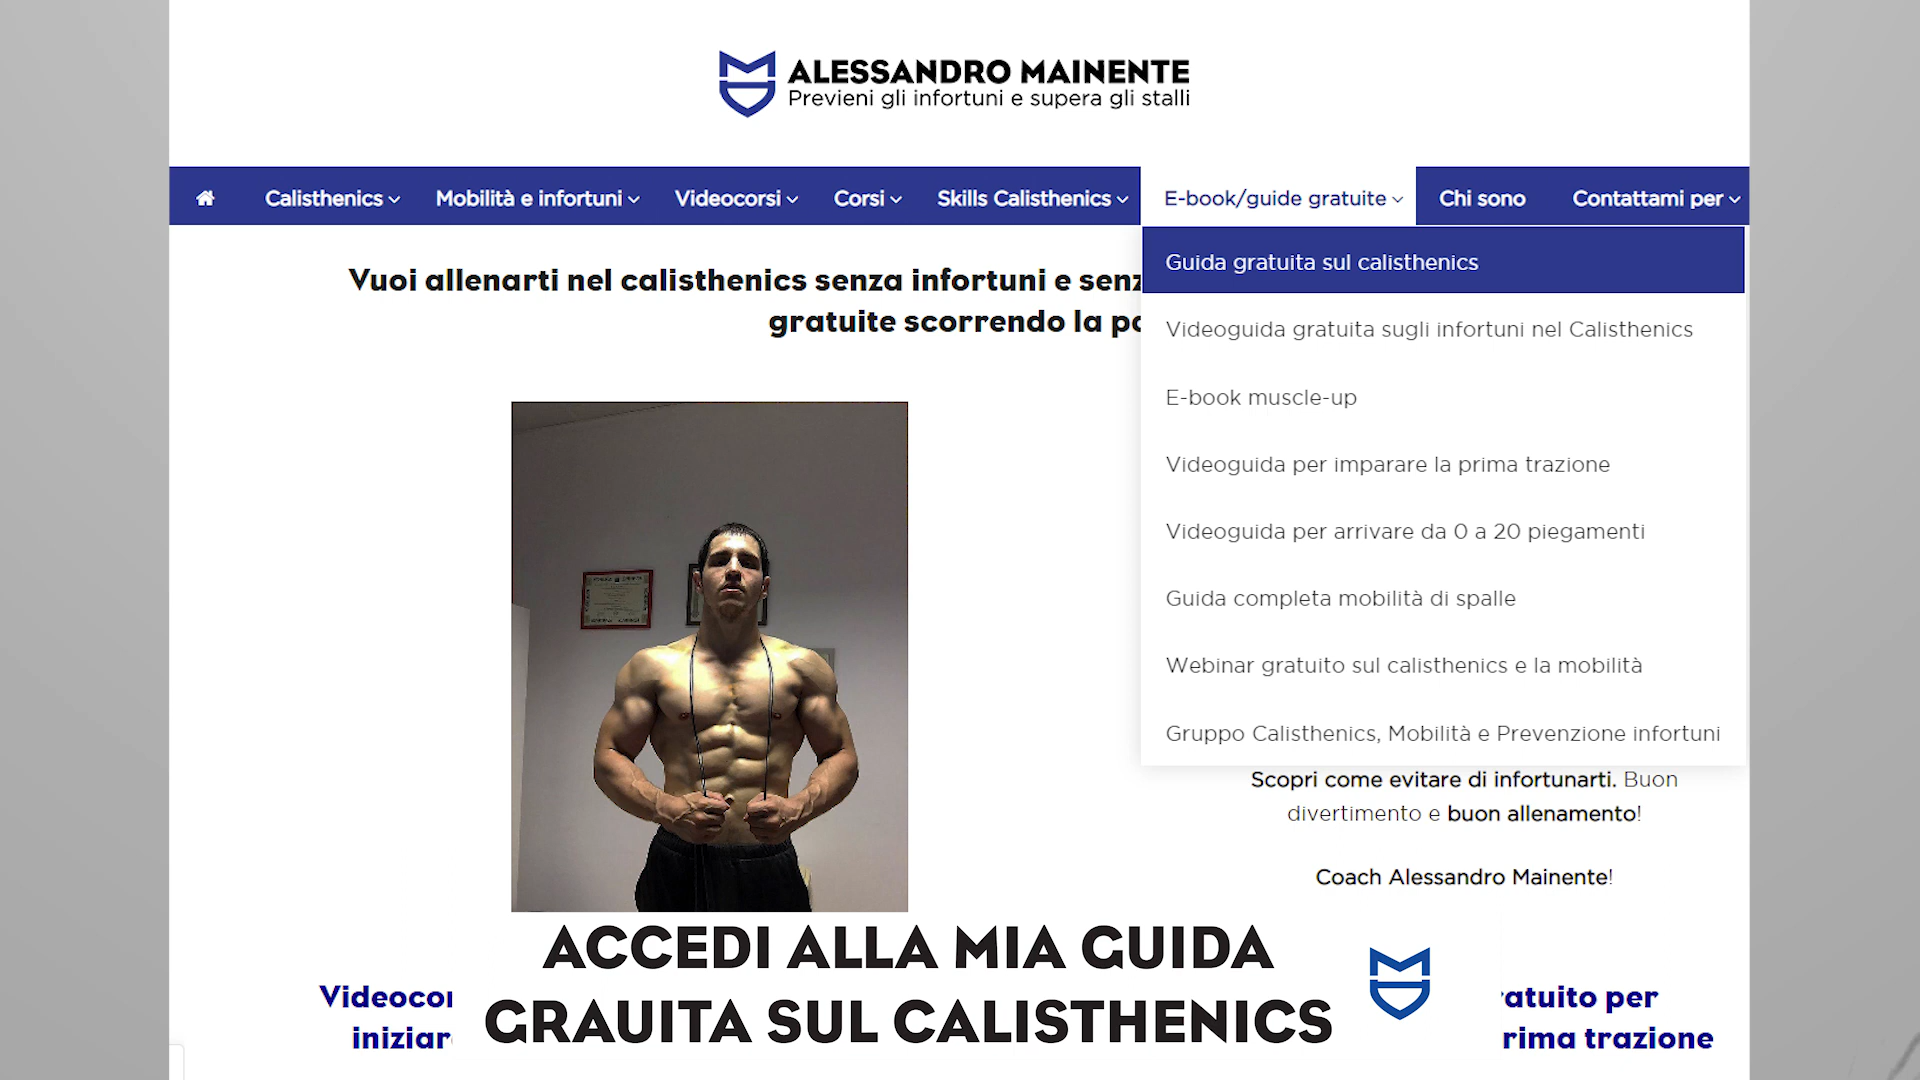 ALESSANDRO MAINENTE
Previeni gli infortuni e supera gli stalli
Calisthenics
Mobilità e infortuni
Videocorsi
Corsi
Skills Calisthenics
E-book/guide gratuite
Chi sono
Contattami per
Guida gratuita sul calisthenics
Videoguida gratuita sugli infortuni nel Calisthenics
E-book muscle-up
Videoguida per imparare la prima trazione
Videoguida per arrivare da 0 a 20 piegamenti
Guida completa mobilità di spalle
Webinar gratuito sul calisthenics e la mobilità
Gruppo Calisthenics, Mobilità e Prevenzione infortuni
Vuoi allenarti nel calisthenics senza infortuni e senz
gratuite scorrendo la pa
Scopri come evitare di infortunarti. Buon
divertimento e buon allenamento!
Coach Alessandro Mainente!
ACCEDI ALLA MIA GUIDA
GRAUITA SUL CALISTHENICS
Videocor
iniziar
ratuito per
rima trazione